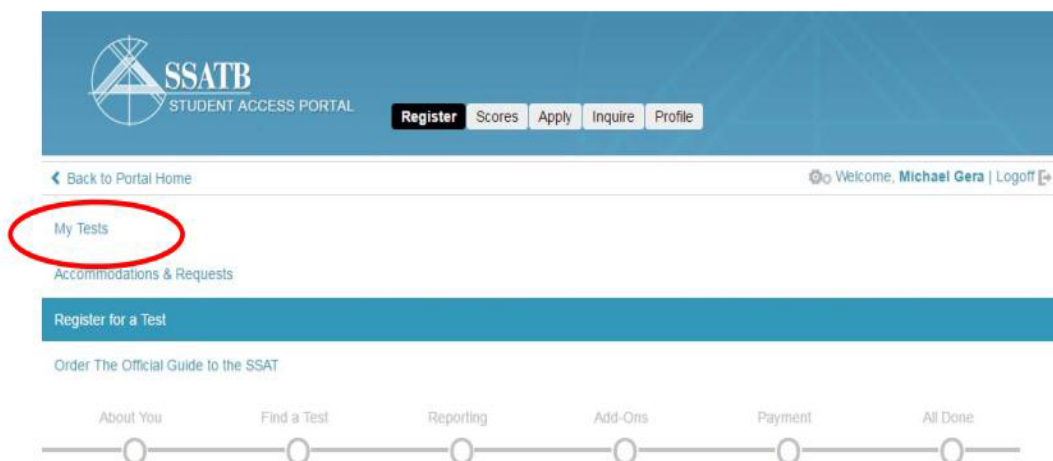 SSATB
STUDENT ACCESS PORTAL
Register Scores Apply Inquire Profile
Back to Portal Home
Welcome, Michael Gera | Logoff
My Tests
Accommodations & Requests
Register for a Test
Order The Official Guide to the SSAT
About You Find a Test Reporting Add-Ons Payment All Done